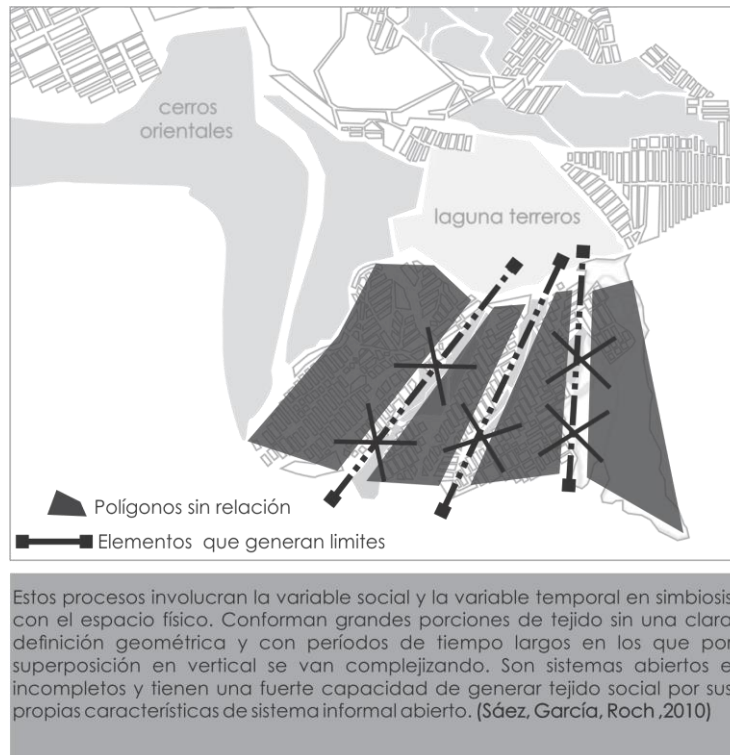 cerros
orientales
laguna terreros
Polígonos sin relación
Elementos que generan limites
Estos procesos involucran la variable social y la variable temporal en simbiosis
con el espacio físico. Conforman grandes porciones de tejido sin una clara
definición geométrica y con períodos de tiempo largos en los que por
superposición en vertical se van complejizando. Son sistemas abiertos e
incompletos y tienen una fuerte capacidad de generar tejido social por sus
propias características de sistema informal abierto. (Sáez, García, Roch ,2010)